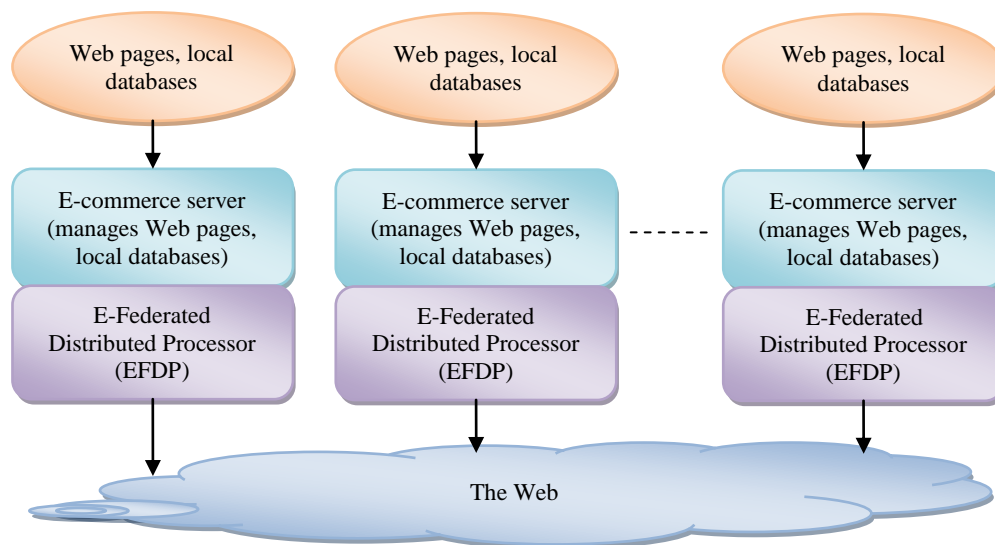 Web pages, local
databases
Web pages, local
databases
Web pages, local
databases
E-commerce server
(manages Web pages,
local databases)
E-commerce server
(manages Web pages,
local databases)
E-commerce server
(manages Web pages,
local databases)
E-Federated
Distributed Processor
(EFDP)
E-Federated
Distributed Processor
(EFDP)
E-Federated
Distributed Processor
(EFDP)
The Web